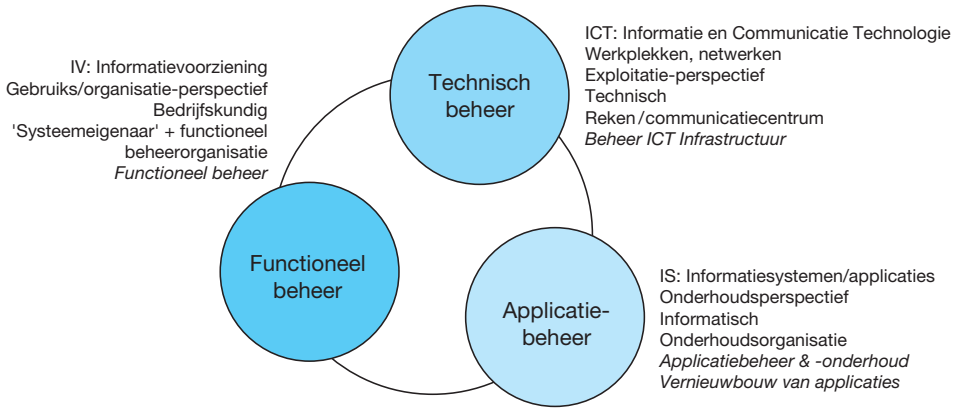 IV: Informatievoorziening
Gebruiks/organisatie-perspectief
Bedrijfskundig
'Systeemeigenaar' + functioneel
beheerorganisatie
Functioneel beheer
Technisch
beheer
ICT: Informatie en Communicatie Technologie
Werkplekken, netwerken
Exploitatie-perspectief
Technisch
Reken/communicatiecentrum
Beheer ICT Infrastructuur
Functioneel
beheer
Applicatie-
beheer
IS: Informatiesystemen/applicaties
Onderhoudsperspectief
Informatisch
Onderhoudsorganisatie
Applicatiebeheer & -onderhoud
Vernieuwbouw van applicaties